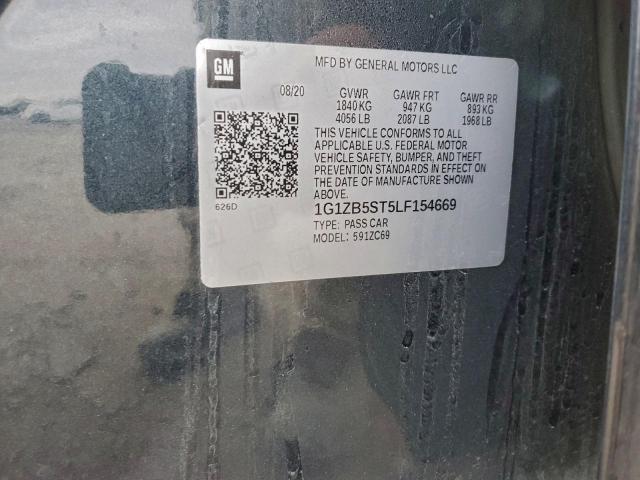 GM
MFD BY GENERAL MOTORS LLC
08/20 GVWR GAWR FRT GAWR RR
1840 KG 947 KG 893 KG
4056 LB 2087 LB 1968 LB
THIS VEHICLE CONFORMS TO ALL
APPLICABLE U.S. FEDERAL MOTOR
VEHICLE SAFETY, BUMPER, AND THEFT
PREVENTION STANDARDS IN EFFECT ON
THE DATE OF MANUFACTURE SHOWN
ABOVE.
626D
1G1ZB5ST5LF154669
TYPE: PASS CAR
MODEL: 591ZC69